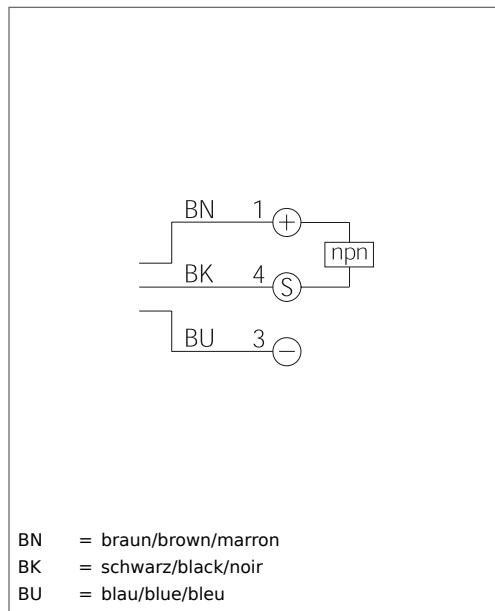 BN 1 +
npn
BK 4 S
BU 3 −
BN = braun/brown/marron
BK = schwarz/black/noir
BU = blau/blue/bleu